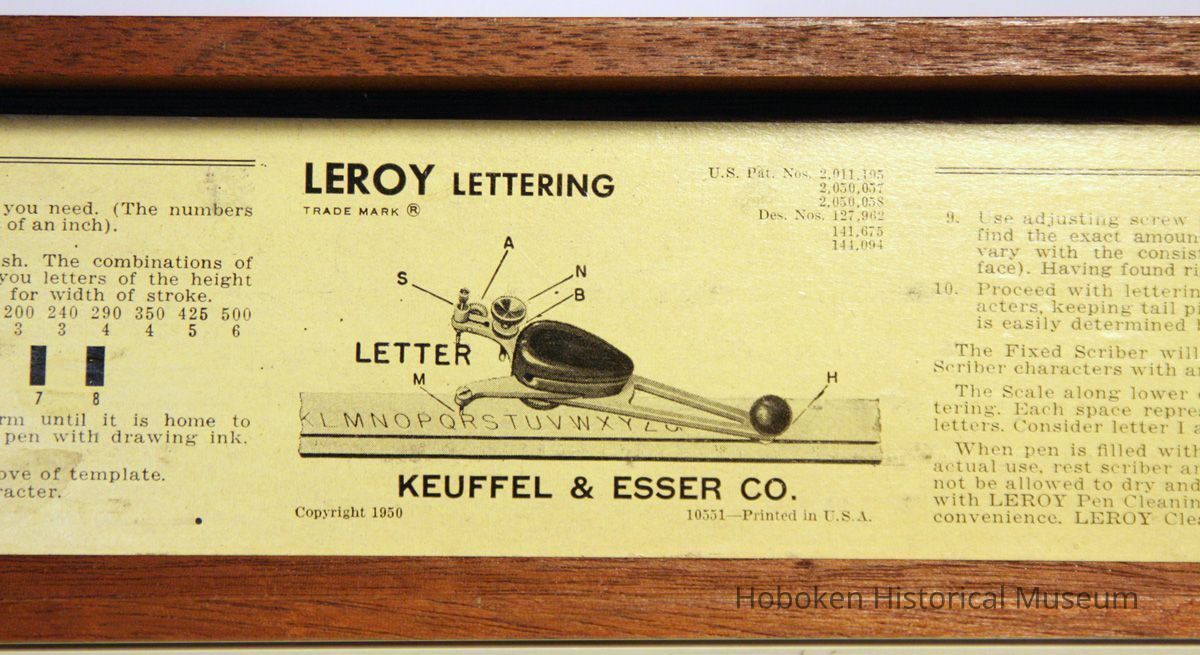 you need. (The numbers
of an inch).
sh. The combinations of
you letters of the height
for width of stroke.
200 240 290 350 425 500
3 3 4 4 5 6
7 8
rm until it is home to
pen with drawing ink.
ove of template.
racter.
LEROY LETTERING
TRADE MARK ®
U.S. Pat. Nos. 2,011,195
2,050,057
2,050,058
Des. Nos. 127,962
141,675
144,094
A
S
N
B
LETTER
M
H
KLMNOPQRSTUVWXYZ&
KEUFFEL & ESSER CO.
Copyright 1950
10551—Printed in U.S.A.
9. Use adjusting screw
find the exact amoun
vary with the consis
face). Having found ri
10. Proceed with letterin
acters, keeping tail p
is easily determined
The Fixed Scriber will
Scriber characters with a
The Scale along lower
tering. Each space repre
letters. Consider letter I a
When pen is filled with
actual use, rest scriber a
not be allowed to dry and
with LEROY Pen Cleanin
convenience. LEROY Clea
Hoboken Historical Museum